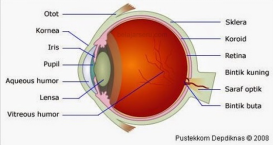 Otot
Kornea
Iris
Pupil
Aqueous humor
Lensa
Vitreous humor
Sklera
Koroid
Retina
Bintik kuning
Saraf optik
Bintik buta
Pustekkom Depdiknas © 2008